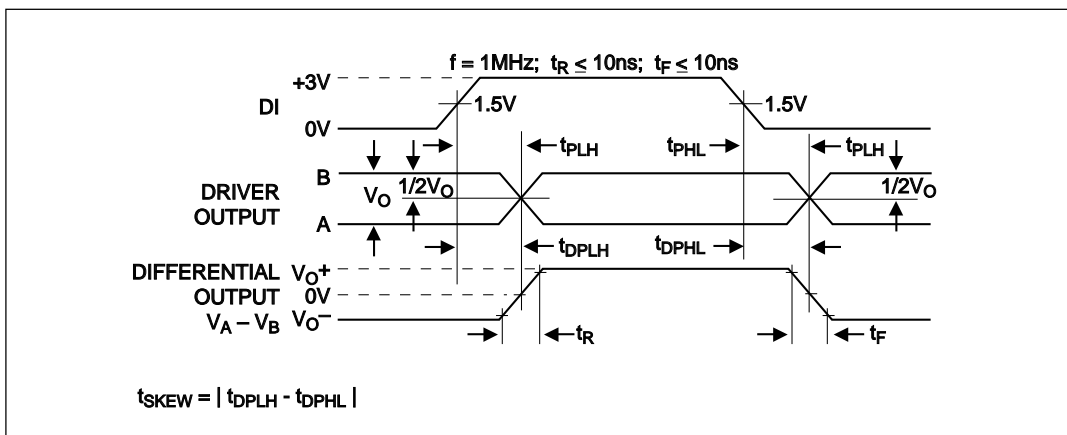 f = 1MHz; tR ≤ 10ns; tF ≤ 10ns
+3V
DI
1.5V
1.5V
0V
tPLH
tPHL
tPLH
B
DRIVER
OUTPUT
VO
1/2VO
1/2VO
A
tDPLH
tDPHL
DIFFERENTIAL
OUTPUT
VA – VB
VO+
0V
VO–
tR
tF
tSKEW = | tDPLH - tDPHL |